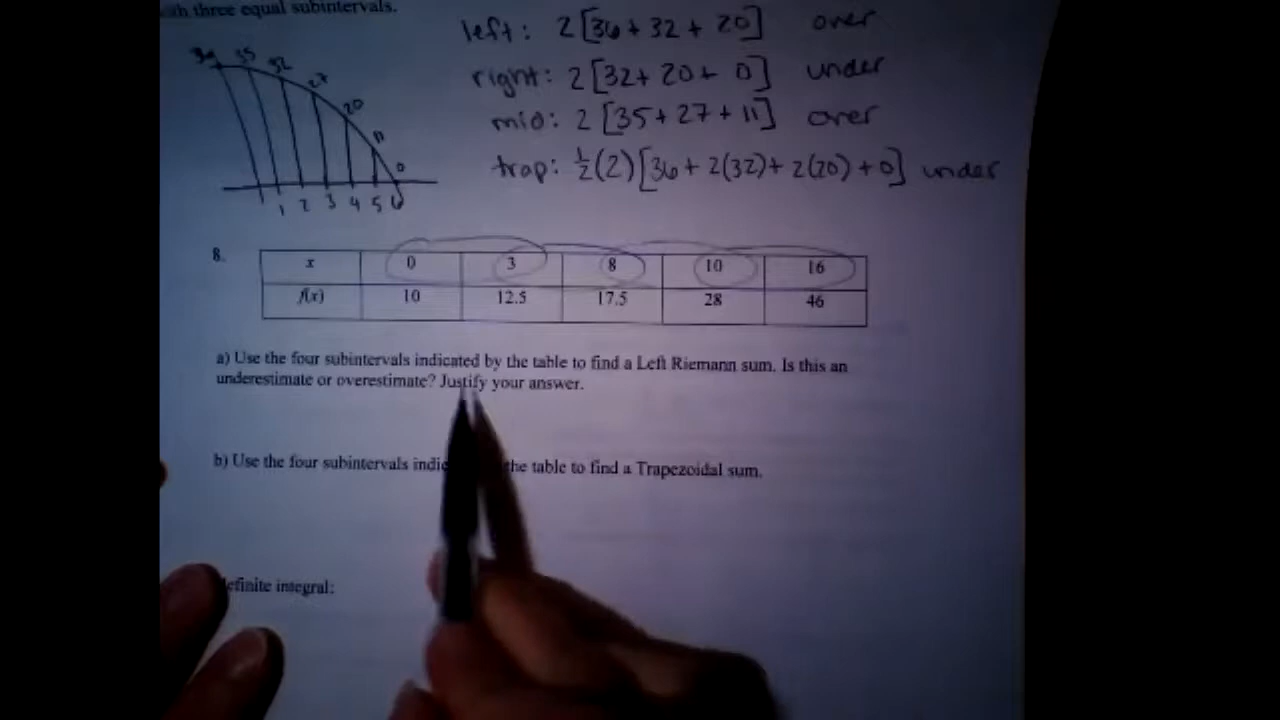 with three equal subintervals.
left: 2[36 + 32 + 20] over
right: 2[32 + 20 + 0] under
mid: 2[35 + 27 + 11] over
trap: ½(2)[36 + 2(32) + 2(20) + 0] under
35 32 27 20 11 0
1 2 3 4 5 6
8.
x 0 3 8 10 16
f(x) 10 12.5 17.5 28 46
a) Use the four subintervals indicated by the table to find a Left Riemann sum. Is this an
underestimate or overestimate? Justify your answer.
b) Use the four subintervals the table to find a Trapezoidal sum.
definite integral: